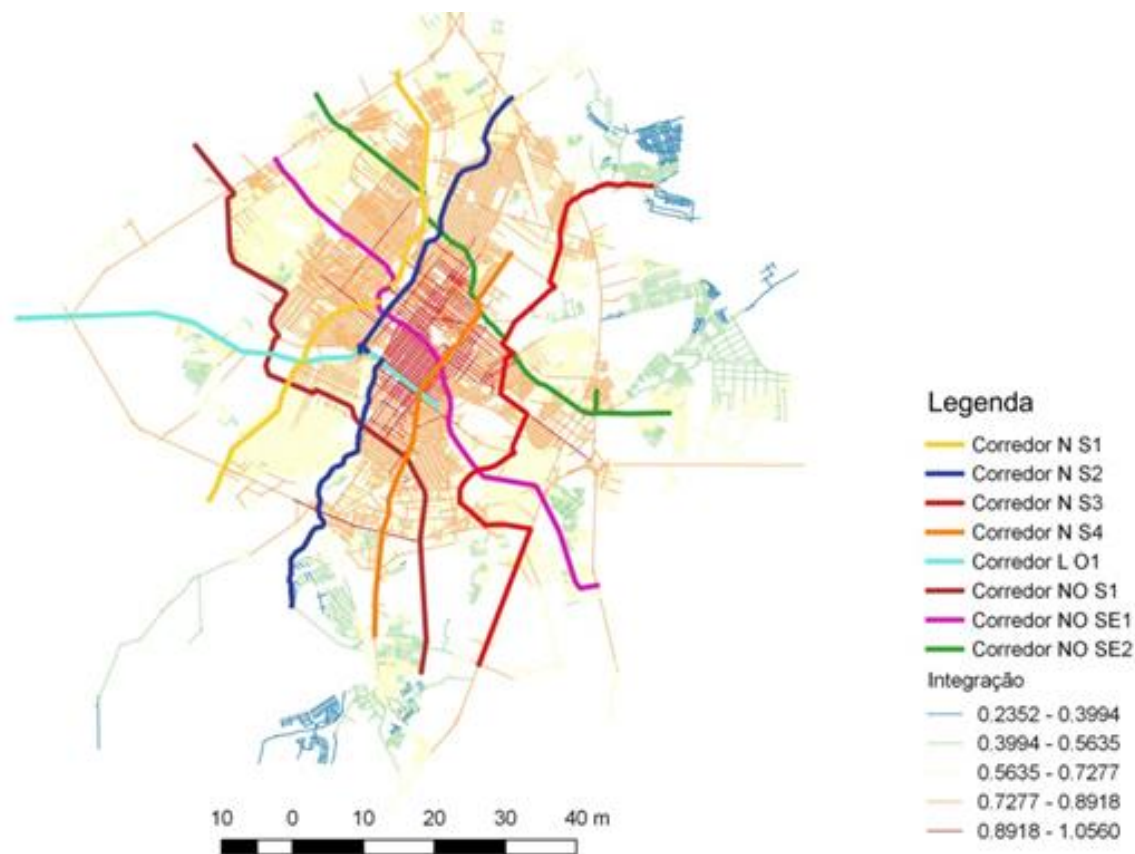 Legenda
Corredor N S1
Corredor N S2
Corredor N S3
Corredor N S4
Corredor L O1
Corredor NO S1
Corredor NO SE1
Corredor NO SE2
Integração
0.2352 - 0.3994
0.3994 - 0.5635
0.5635 - 0.7277
0.7277 - 0.8918
0.8918 - 1.0560
10 0 10 20 30 40 m